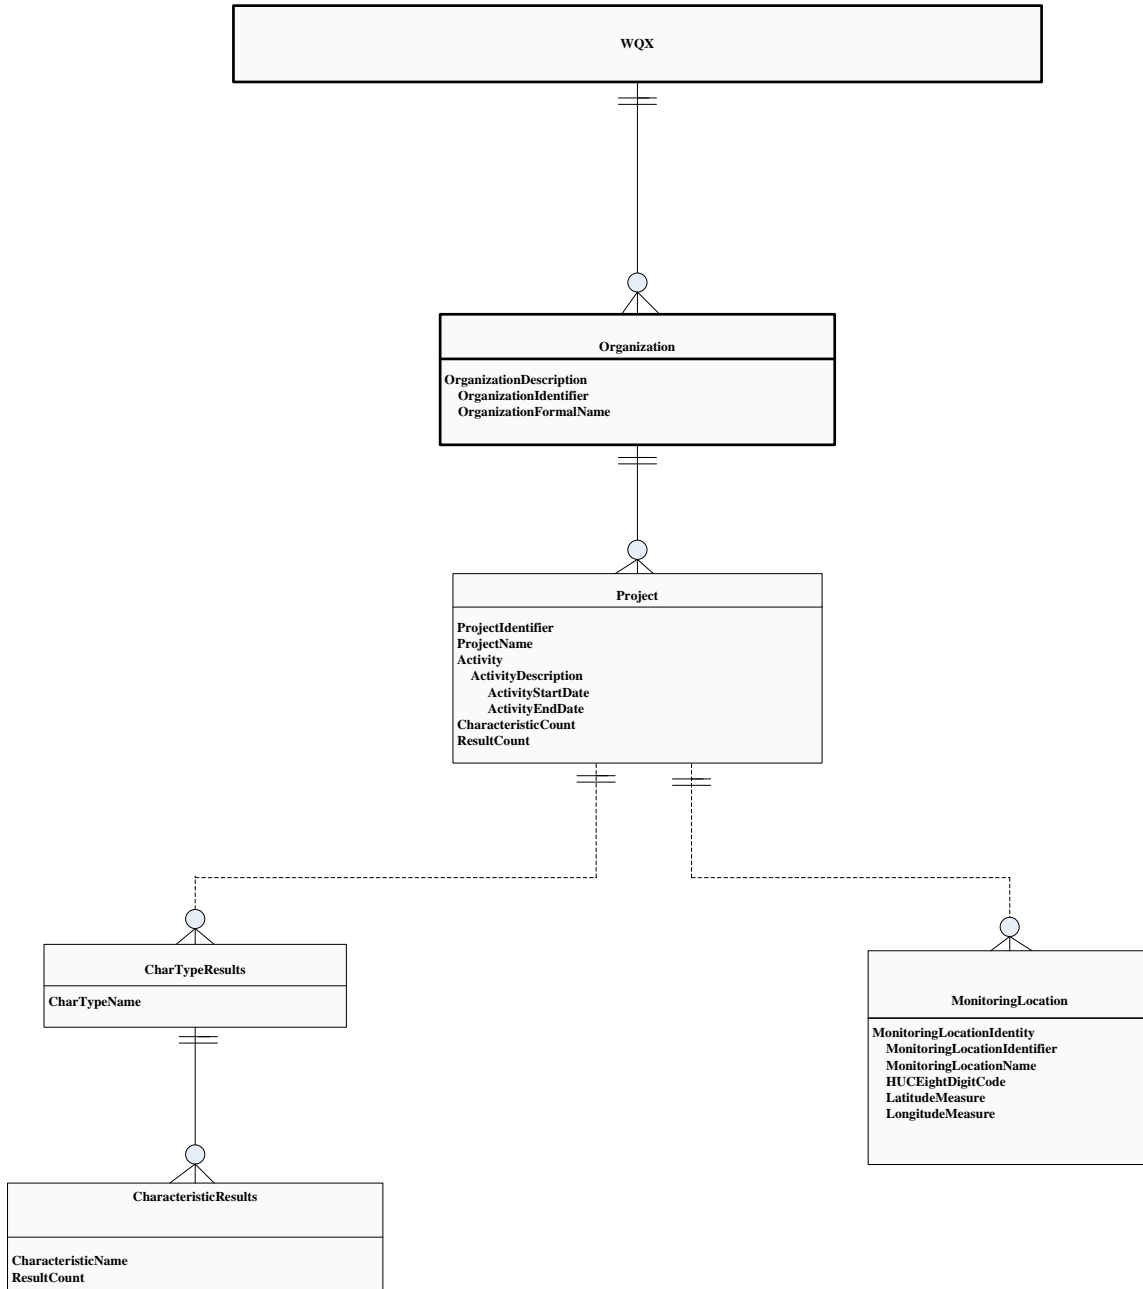 WQX
Organization
OrganizationDescription
OrganizationIdentifier
OrganizationFormalName
Project
ProjectIdentifier
ProjectName
Activity
ActivityDescription
ActivityStartDate
ActivityEndDate
CharacteristicCount
ResultCount
CharTypeResults
CharTypeName
MonitoringLocation
MonitoringLocationIdentity
MonitoringLocationIdentifier
MonitoringLocationName
HUCEightDigitCode
LatitudeMeasure
LongitudeMeasure
CharacteristicResults
CharacteristicName
ResultCount